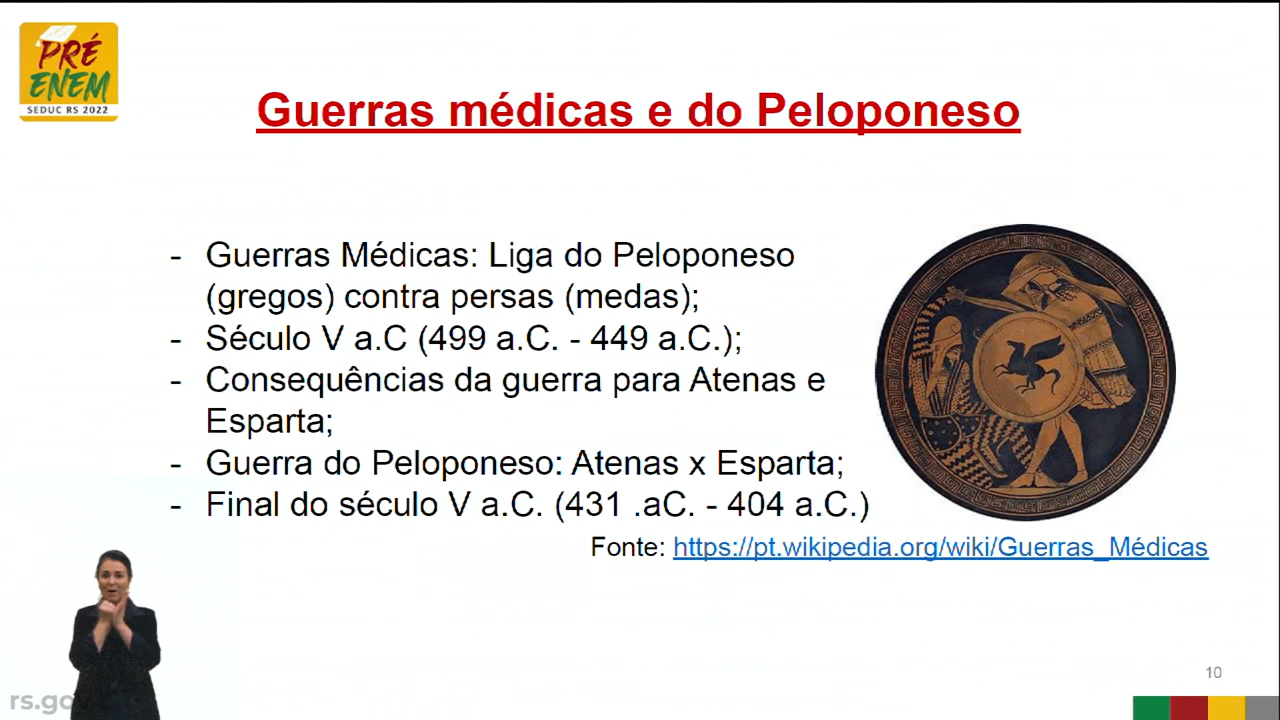 PRÉ
ENEM
SEDUC RS 2022
Guerras médicas e do Peloponeso
- Guerras Médicas: Liga do Peloponeso
(gregos) contra persas (medas);
- Século V a.C (499 a.C. - 449 a.C.);
- Consequências da guerra para Atenas e
Esparta;
- Guerra do Peloponeso: Atenas x Esparta;
- Final do século V a.C. (431 .aC. - 404 a.C.)
Fonte: https://pt.wikipedia.org/wiki/Guerras_Médicas
10